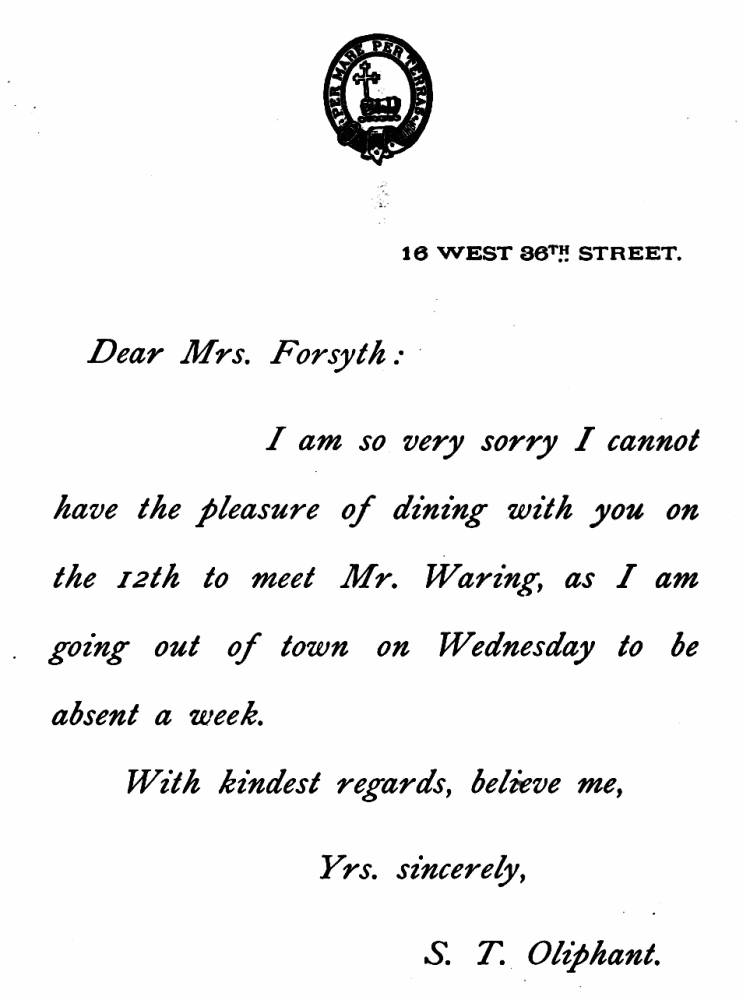 PER MARE PER TERRAS
16 WEST 36TH STREET.
Dear Mrs. Forsyth:
I am so very sorry I cannot
have the pleasure of dining with you on
the 12th to meet Mr. Waring, as I am
going out of town on Wednesday to be
absent a week.
With kindest regards, believe me,
Yrs. sincerely,
S. T. Oliphant.